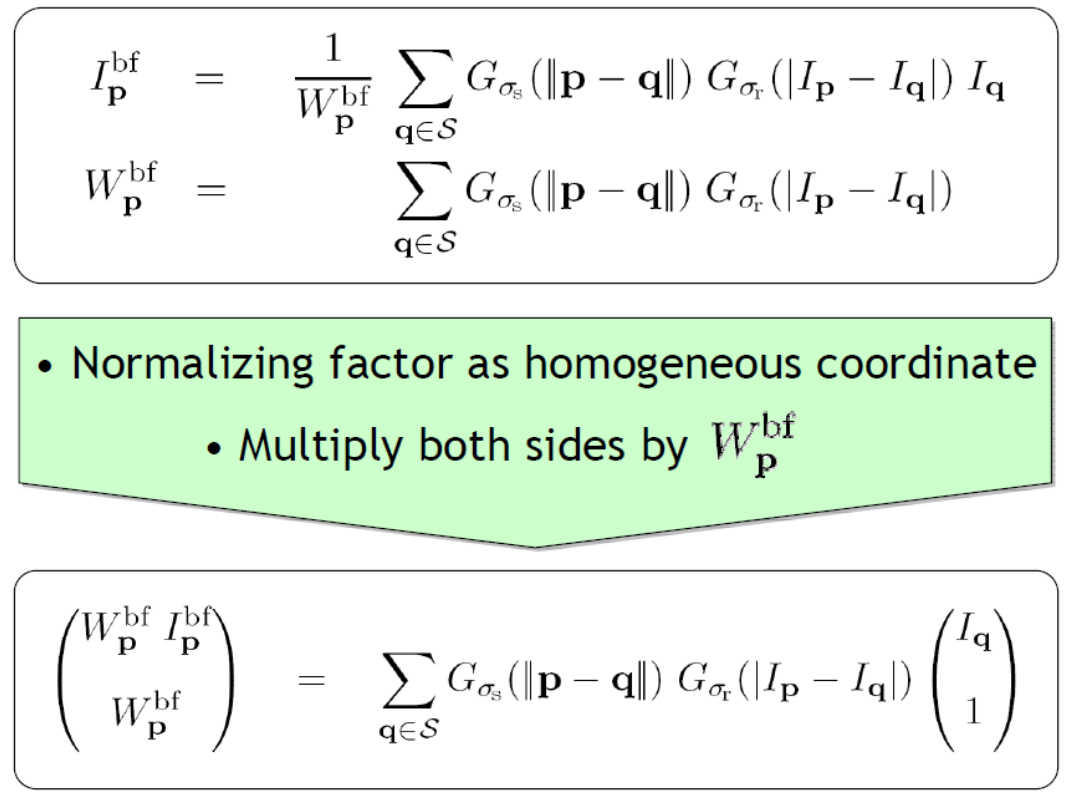 $I_{\mathbf{p}}^{\mathrm{bf}} = \frac{1}{W_{\mathbf{p}}^{\mathrm{bf}}} \sum_{\mathbf{q} \in \mathcal{S}} G_{\sigma_{\mathrm{s}}}(\|\mathbf{p} - \mathbf{q}\|) \; G_{\sigma_{\mathrm{r}}}(|I_{\mathbf{p}} - I_{\mathbf{q}}|) \; I_{\mathbf{q}}$
$W_{\mathbf{p}}^{\mathrm{bf}} = \sum_{\mathbf{q} \in \mathcal{S}} G_{\sigma_{\mathrm{s}}}(\|\mathbf{p} - \mathbf{q}\|) \; G_{\sigma_{\mathrm{r}}}(|I_{\mathbf{p}} - I_{\mathbf{q}}|)$
• Normalizing factor as homogeneous coordinate
• Multiply both sides by $W_{\mathbf{p}}^{\mathrm{bf}}$
$\begin{pmatrix} W_{\mathbf{p}}^{\mathrm{bf}} \; I_{\mathbf{p}}^{\mathrm{bf}} \\ W_{\mathbf{p}}^{\mathrm{bf}} \end{pmatrix} = \sum_{\mathbf{q} \in \mathcal{S}} G_{\sigma_{\mathrm{s}}}(\|\mathbf{p} - \mathbf{q}\|) \; G_{\sigma_{\mathrm{r}}}(|I_{\mathbf{p}} - I_{\mathbf{q}}|) \begin{pmatrix} I_{\mathbf{q}} \\ 1 \end{pmatrix}$